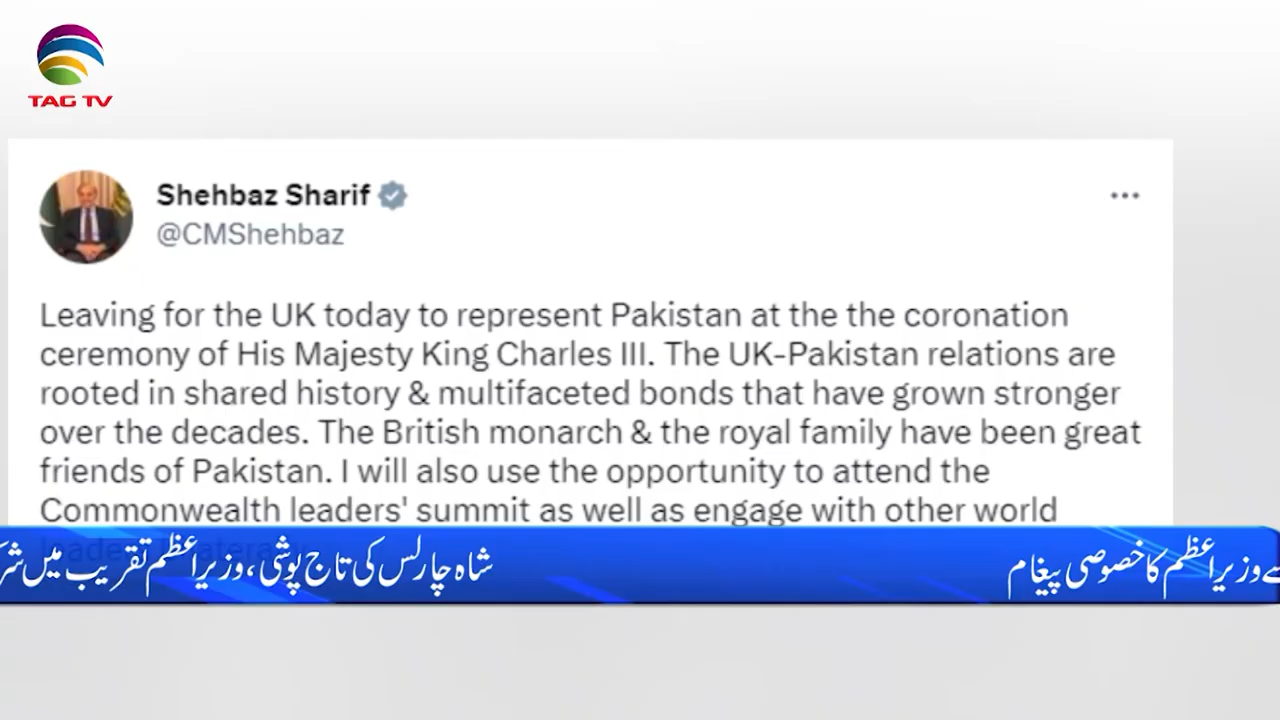 TAG TV
Shehbaz Sharif
@CMShehbaz
Leaving for the UK today to represent Pakistan at the the coronation
ceremony of His Majesty King Charles III. The UK-Pakistan relations are
rooted in shared history & multifaceted bonds that have grown stronger
over the decades. The British monarch & the royal family have been great
friends of Pakistan. I will also use the opportunity to attend the
Commonwealth leaders' summit as well as engage with other world
وزیراعظم کا خصوصی پیغام
شاہ چارلس کی تاج پوشی، وزیراعظم تقریب میں